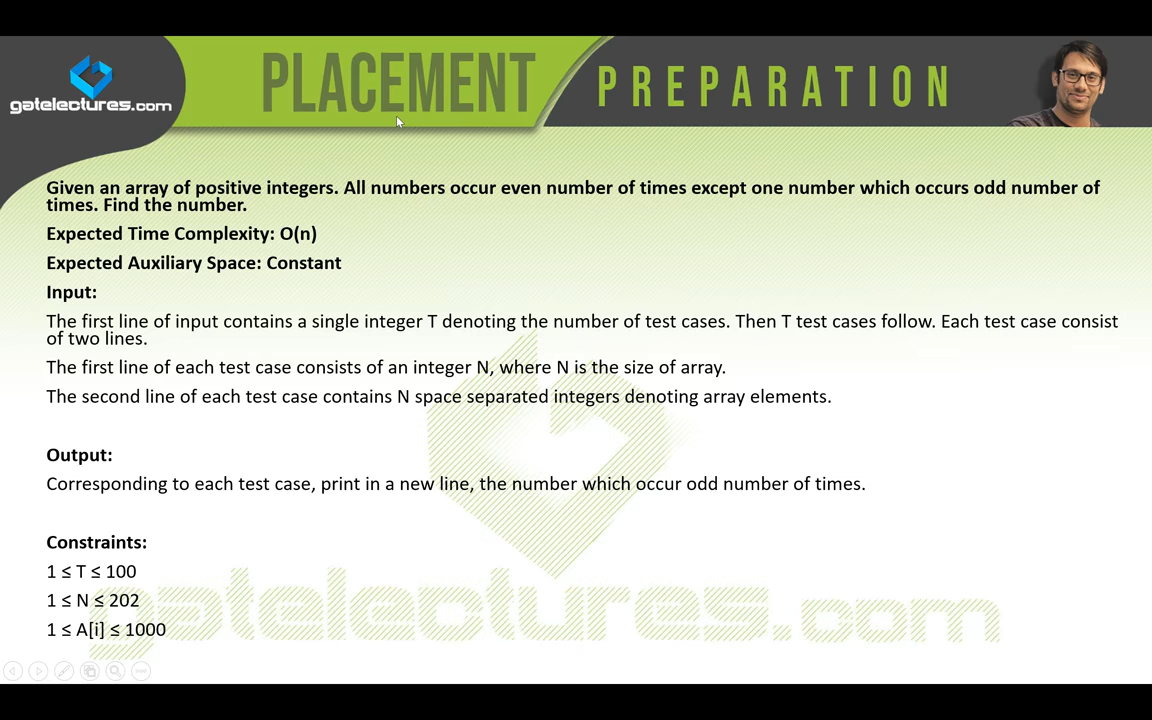 gatelectures.com
PLACEMENT
PREPARATION
Given an array of positive integers. All numbers occur even number of times except one number which occurs odd number of
times. Find the number.
Expected Time Complexity: O(n)
Expected Auxiliary Space: Constant
Input:
The first line of input contains a single integer T denoting the number of test cases. Then T test cases follow. Each test case consist
of two lines.
The first line of each test case consists of an integer N, where N is the size of array.
The second line of each test case contains N space separated integers denoting array elements.
Output:
Corresponding to each test case, print in a new line, the number which occur odd number of times.
Constraints:
1 ≤ T ≤ 100
1 ≤ N ≤ 202
1 ≤ A[i] ≤ 1000
gatelectures.com